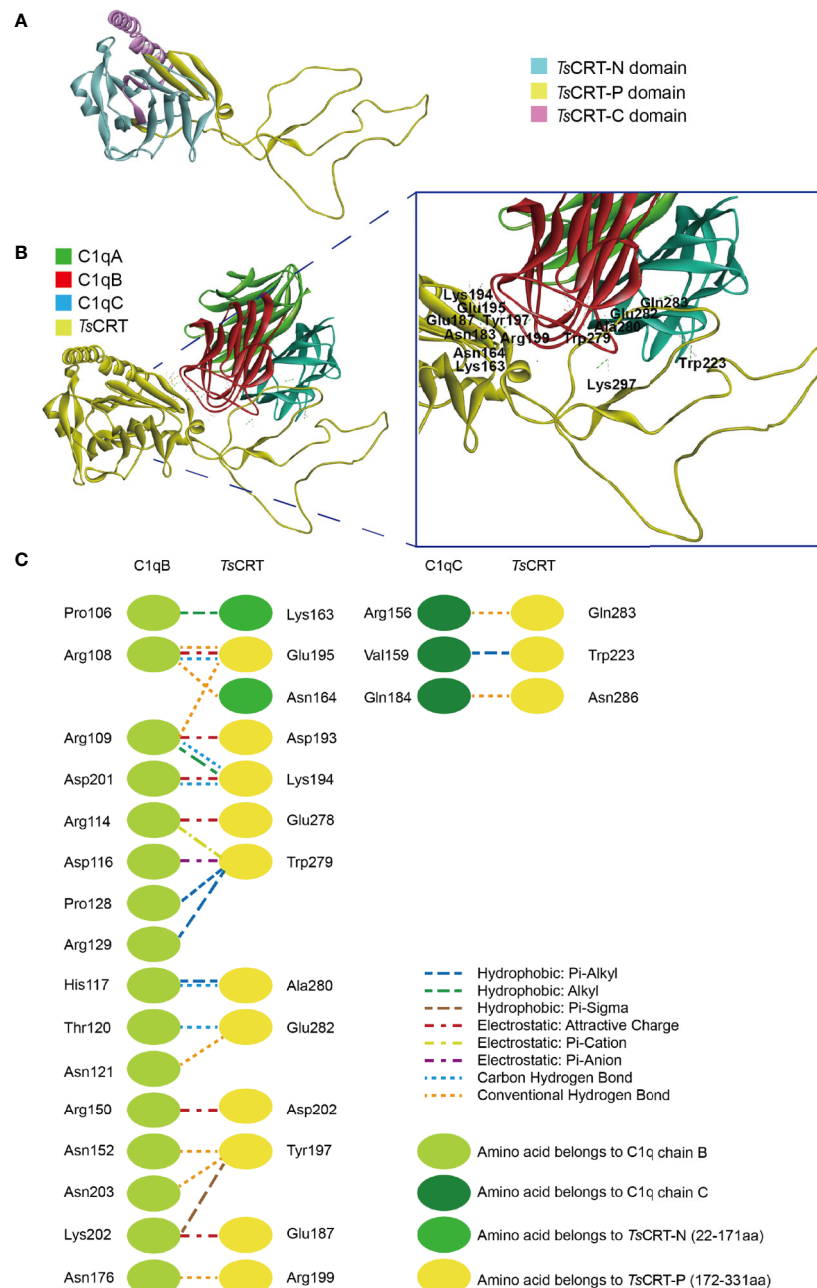 A
TsCRT-N domain
TsCRT-P domain
TsCRT-C domain
B
C1qA
C1qB
C1qC
TsCRT
Lys194
Glu195
Glu187 Tyr197
Asn183 Arg199
Asn164
Lys163
Trp279
Gln283
Glu282
Ala280
Trp223
Lys297
C
C1qB TsCRT C1qC TsCRT
Pro106 Lys163 Arg156 Gln283
Arg108 Glu195 Val159 Trp223
Asn164 Gln184 Asn286
Arg109 Asp193
Asp201 Lys194
Arg114 Glu278
Asp116 Trp279
Pro128
Arg129
His117 Ala280
Thr120 Glu282
Asn121
Arg150 Asp202
Asn152 Tyr197
Asn203
Lys202 Glu187
Asn176 Arg199
Hydrophobic: Pi-Alkyl
Hydrophobic: Alkyl
Hydrophobic: Pi-Sigma
Electrostatic: Attractive Charge
Electrostatic: Pi-Cation
Electrostatic: Pi-Anion
Carbon Hydrogen Bond
Conventional Hydrogen Bond
Amino acid belongs to C1q chain B
Amino acid belongs to C1q chain C
Amino acid belongs to TsCRT-N (22-171aa)
Amino acid belongs to TsCRT-P (172-331aa)